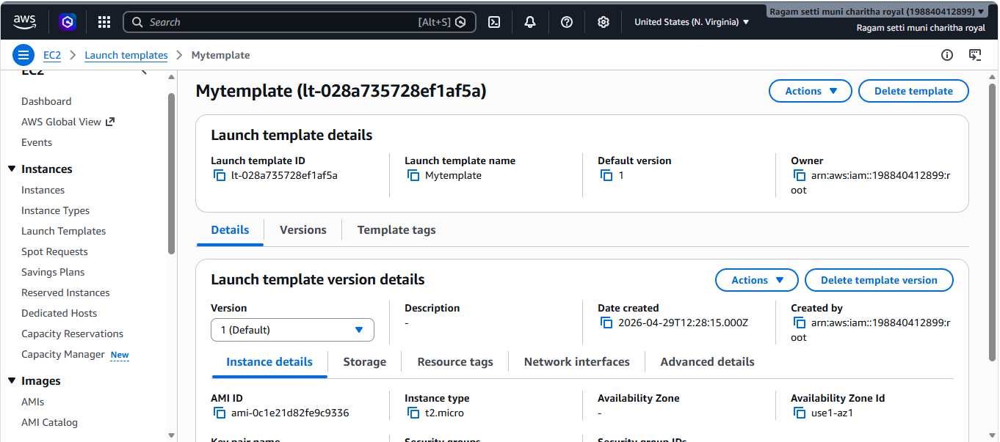 aws
Search
[Alt+S]
United States (N. Virginia)
Ragam setti muni charitha royal (198840412899)
Ragam setti muni charitha royal
EC2
Launch templates
Mytemplate
EC2
Dashboard
AWS Global View
Events
Instances
Instances
Instance Types
Launch Templates
Spot Requests
Savings Plans
Reserved Instances
Dedicated Hosts
Capacity Reservations
Capacity Manager New
Images
AMIs
AMI Catalog
Mytemplate (lt-028a735728ef1af5a)
Actions
Delete template
Launch template details
Launch template ID
lt-028a735728ef1af5a
Launch template name
Mytemplate
Default version
1
Owner
arn:aws:iam::198840412899:r
oot
Details
Versions
Template tags
Launch template version details
Actions
Delete template version
Version
1 (Default)
Description
-
Date created
2026-04-29T12:28:15.000Z
Created by
arn:aws:iam::198840412899:r
oot
Instance details
Storage
Resource tags
Network interfaces
Advanced details
AMI ID
ami-0c1e21d82fe9c9336
Instance type
t2.micro
Availability Zone
-
Availability Zone Id
use1-az1
Key pair name
Security groups
Security group IDs